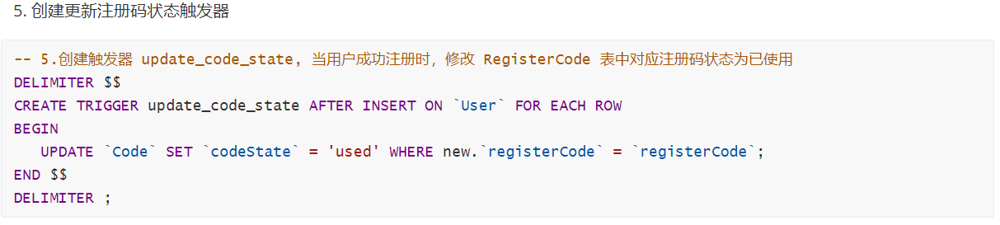 5. 创建更新注册码状态触发器
-- 5.创建触发器 update_code_state, 当用户成功注册时, 修改 RegisterCode 表中对应注册码状态为已使用
DELIMITER $$
CREATE TRIGGER update_code_state AFTER INSERT ON `User` FOR EACH ROW
BEGIN
   UPDATE `Code` SET `codeState` = 'used' WHERE new.`registerCode` = `registerCode`;
END $$
DELIMITER ;